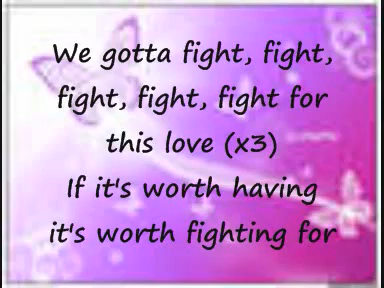 We gotta fight, fight,
fight, fight, fight for
this love (x3)
If it's worth having
it's worth fighting for